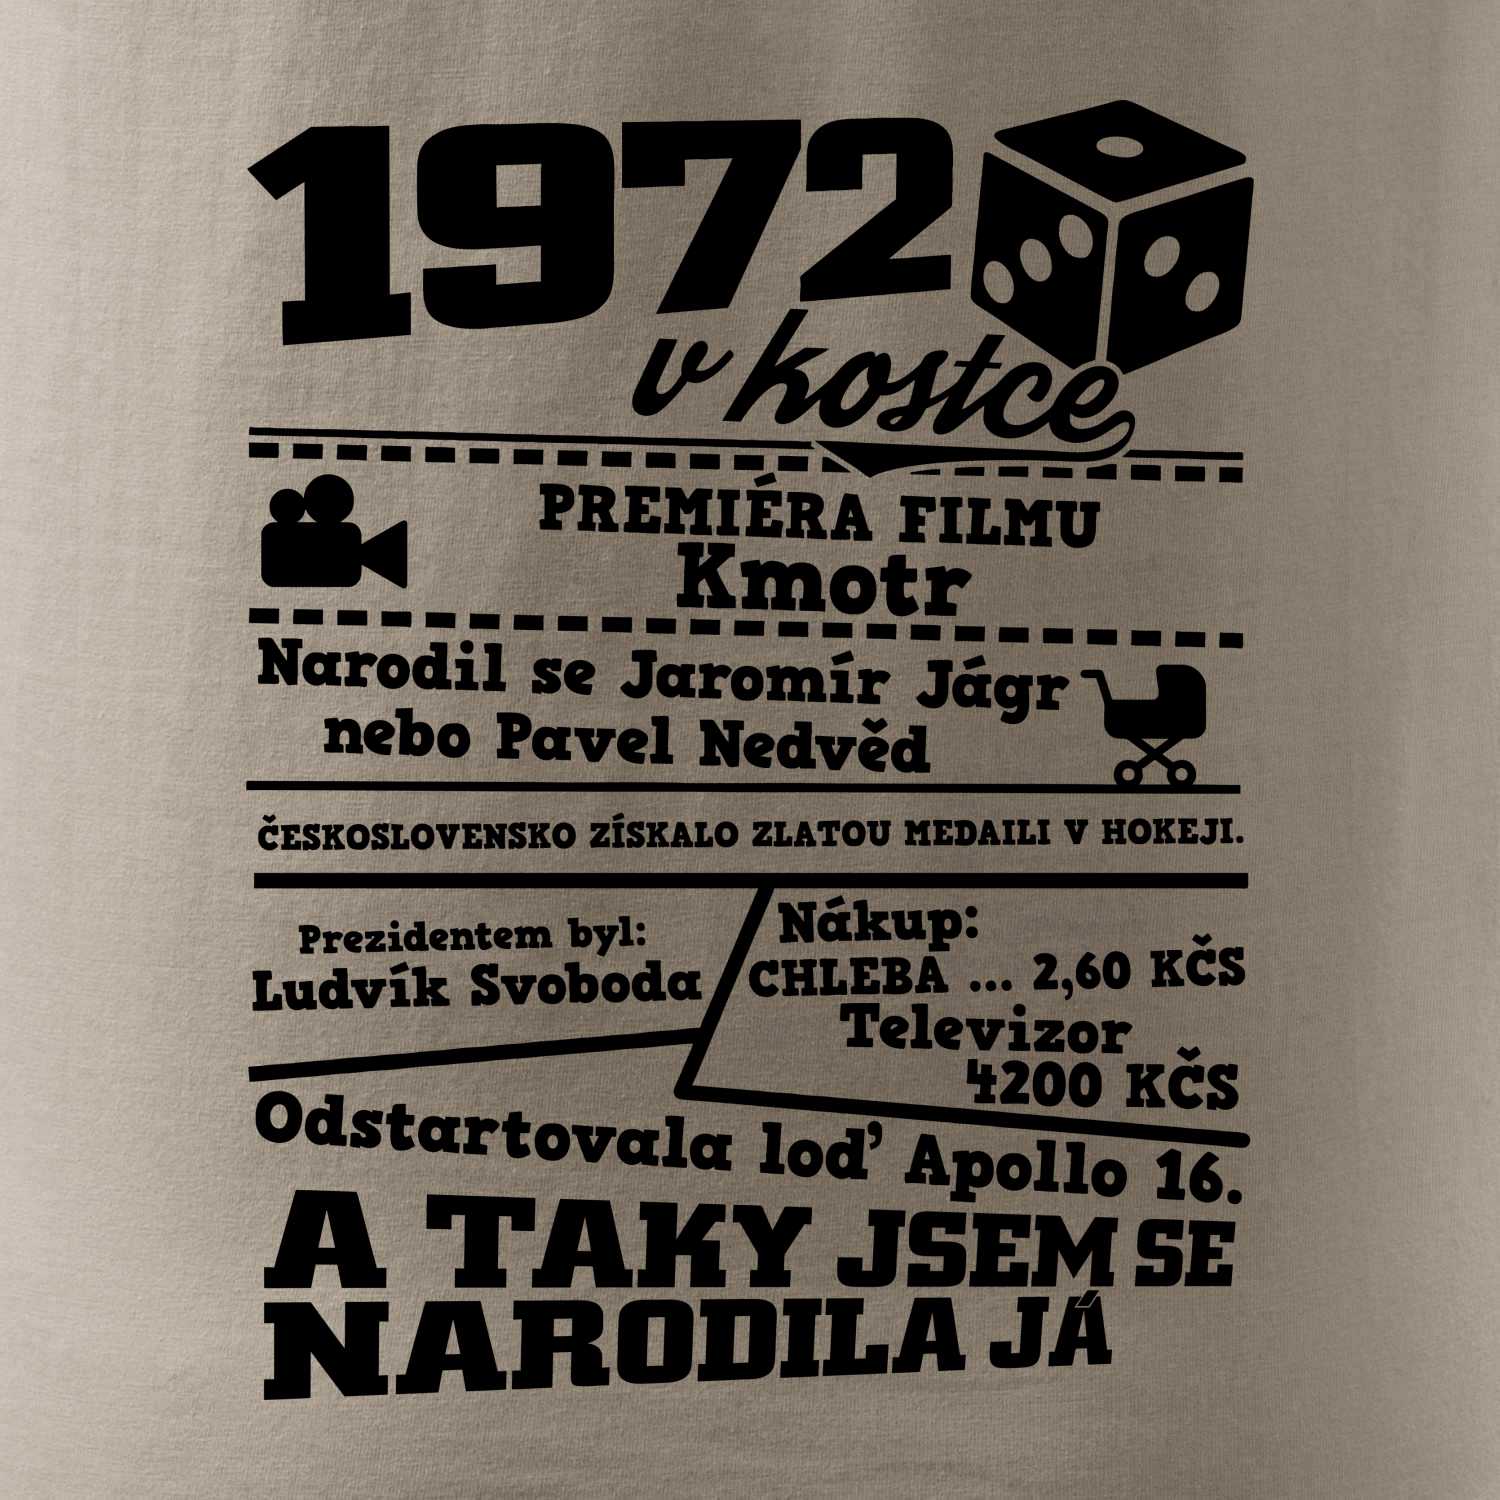 1972
v kostce
PREMIÉRA FILMU
Kmotr
Narodil se Jaromír Jágr
nebo Pavel Nedvěd
ČESKOSLOVENSKO ZÍSKALO ZLATOU MEDAILI V HOKEJI.
Prezidentem byl:
Ludvík Svoboda
Nákup:
CHLEBA ... 2,60 KČS
Televizor
4200 KČS
Odstartovala loď Apollo 16.
A TAKY JSEM SE
NARODILA JÁ